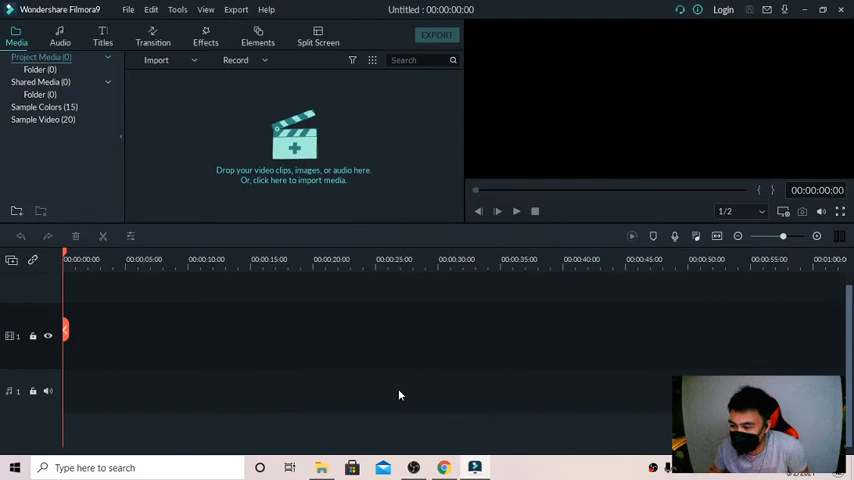 Wondershare Filmora9
File Edit Tools View Export Help
Untitled : 00:00:00:00
Login
Media Audio Titles Transition Effects Elements Split Screen
EXPORT
Project Media (0)
Folder (0)
Shared Media (0)
Folder (0)
Sample Colors (15)
Sample Video (20)
Import Record Search
Drop your video clips, images, or audio here.
Or, click here to import media.
00:00:00:00
1/2
00:00:00:00 00:00:05:00 00:00:10:00 00:00:15:00 00:00:20:00 00:00:25:00 00:00:30:00 00:00:35:00 00:00:40:00 00:00:45:00 00:00:50:00 00:00:55:00 00:01:00:0
1
1
Type here to search